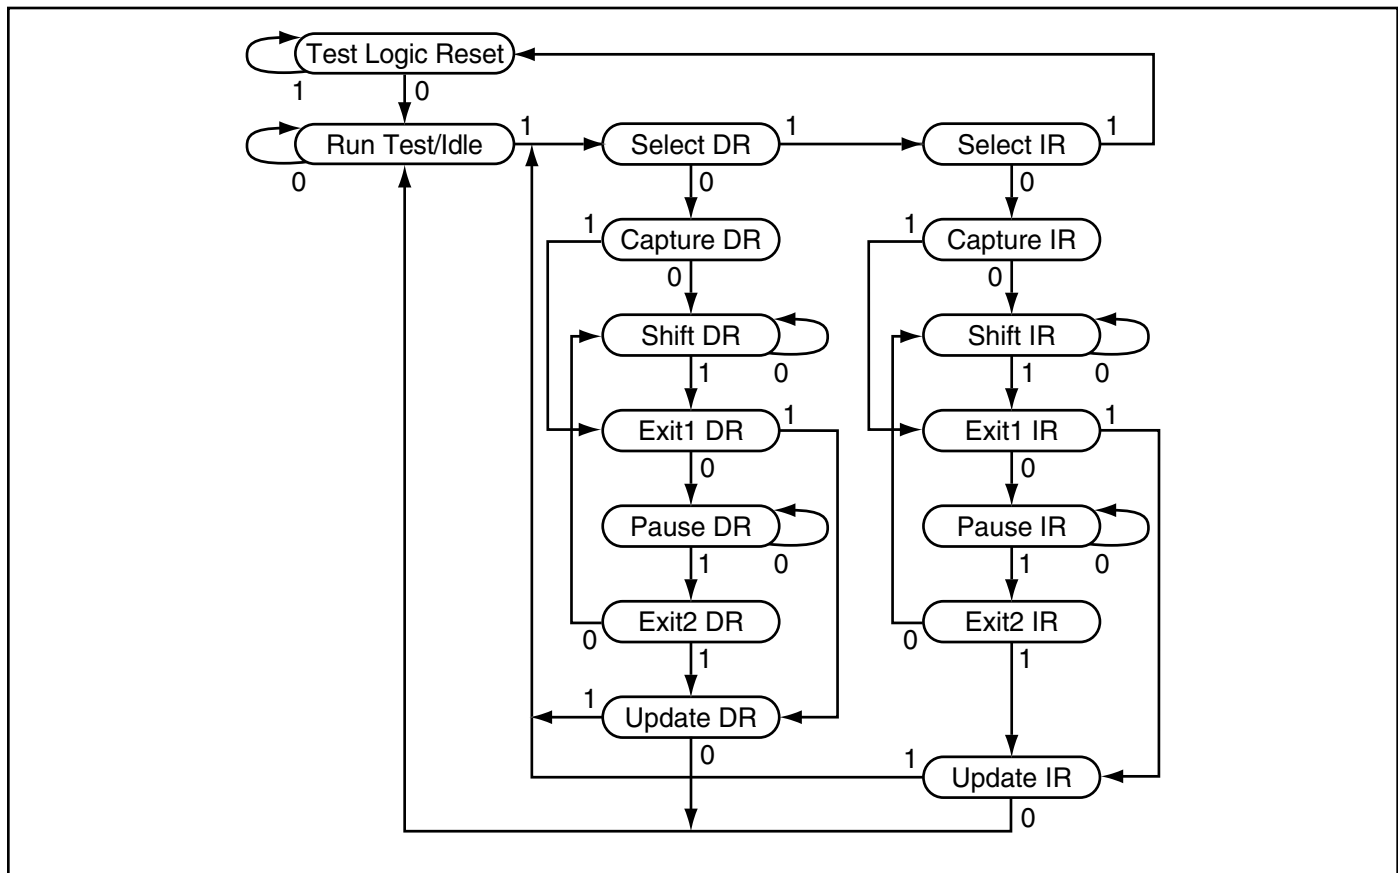 Test Logic Reset
1 0
Run Test/Idle 1 Select DR 1 Select IR 1
0 0 0
1 Capture DR 1 Capture IR
0 0
Shift DR Shift IR
1 0 1 0
Exit1 DR 1 Exit1 IR 1
0 0
Pause DR Pause IR
1 0 1 0
Exit2 DR Exit2 IR
0 1 0 1
1 Update DR
0 1 Update IR
0